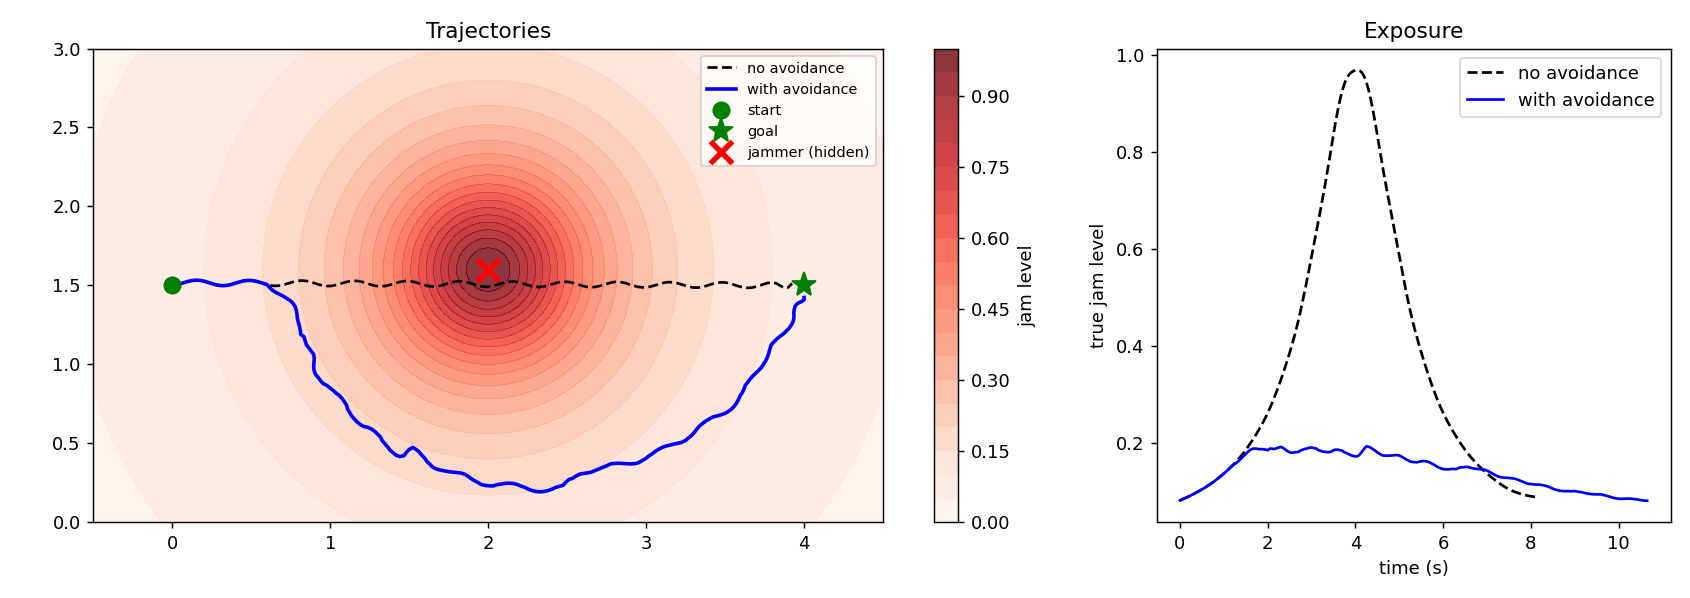 Trajectories
3.0
2.5
2.0
1.5
1.0
0.5
0.0
0 1 2 3 4
no avoidance
with avoidance
start
goal
jammer (hidden)
0.90
0.75
0.60
0.45
0.30
0.15
0.00
jam level
Exposure
1.0
0.8
0.6
0.4
0.2
true jam level
0 2 4 6 8 10
time (s)
no avoidance
with avoidance